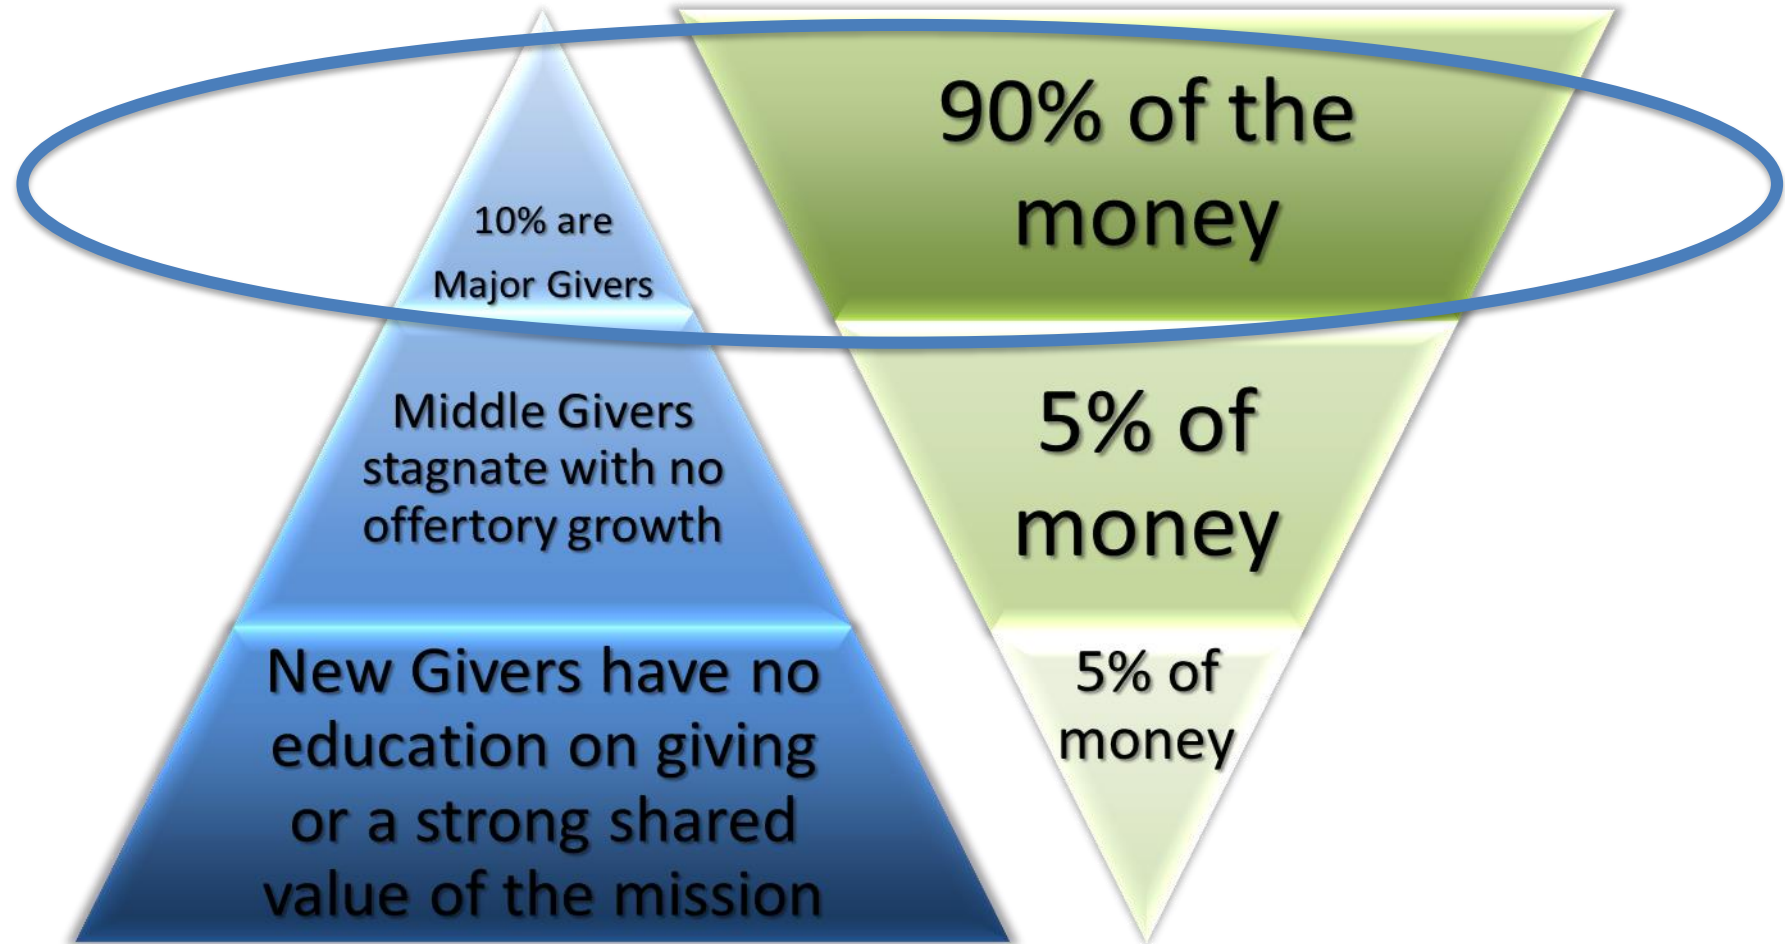 10% are
Major Givers
Middle Givers
stagnate with no
offertory growth
New Givers have no
education on giving
or a strong shared
value of the mission
90% of the
money
5% of
money
5% of
money